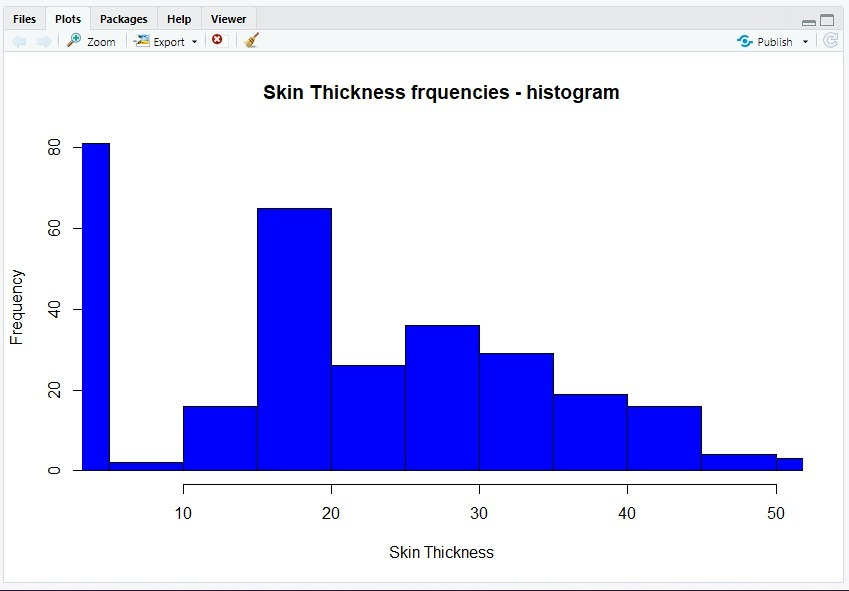 Files Plots Packages Help Viewer
Zoom Export Publish
Skin Thickness frquencies - histogram
80
60
40
20
0
Frequency
10 20 30 40 50
Skin Thickness